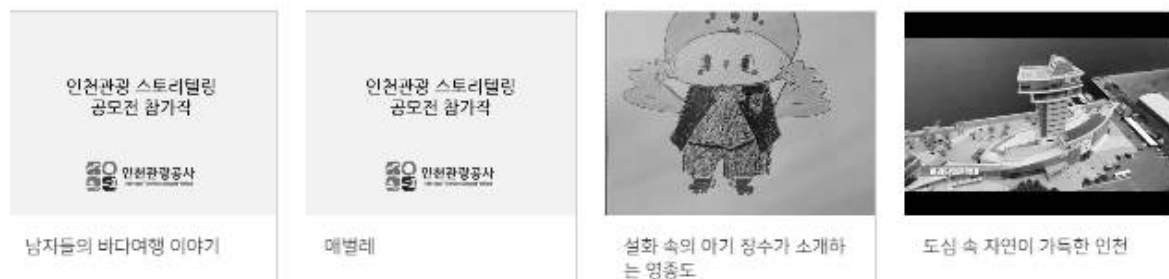 인천관광 스토리텔링
공모전 참가작
인천관광공사
남자들의 바다여행 이야기
인천관광 스토리텔링
공모전 참가작
인천관광공사
애벌레
설화 속의 아기 장수가 소개하
는 영종도
도심 속 자연이 가득한 인천